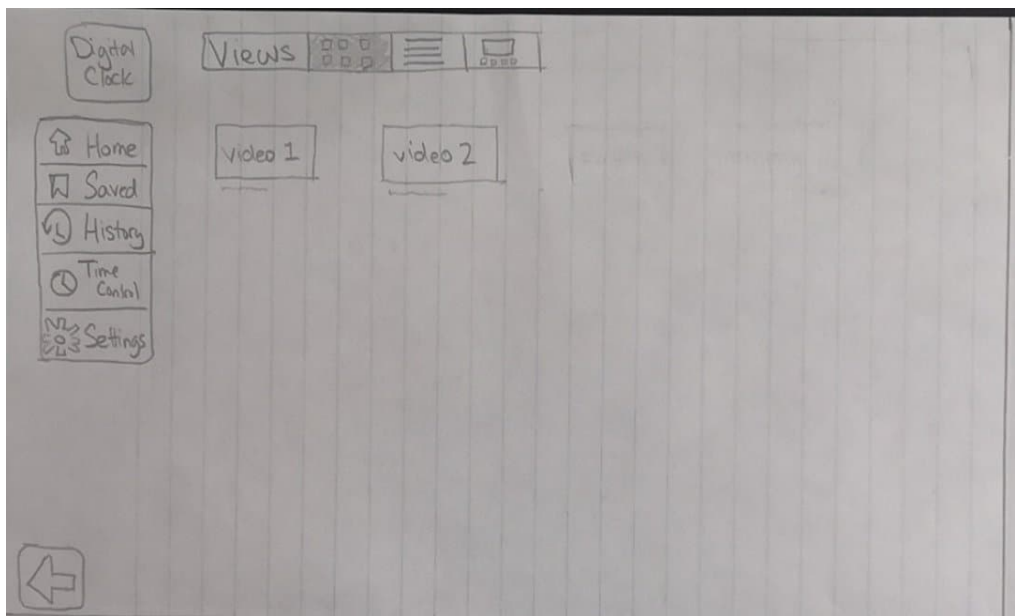 Digital
Clock
Views
Home
Saved
History
Time
Control
Settings
video 1
video 2